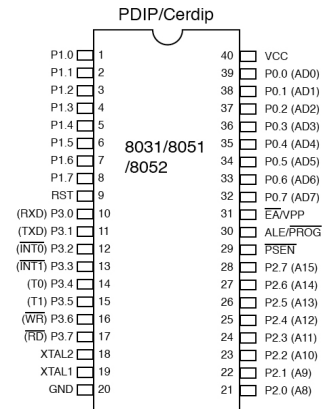 PDIP/Cerdip
P1.0 1 40 VCC
P1.1 2 39 P0.0 (AD0)
P1.2 3 38 P0.1 (AD1)
P1.3 4 37 P0.2 (AD2)
P1.4 5 36 P0.3 (AD3)
P1.5 6 35 P0.4 (AD4)
P1.6 7 34 P0.5 (AD5)
P1.7 8 33 P0.6 (AD6)
RST 9 32 P0.7 (AD7)
8031/8051
/8052
(RXD) P3.0 10 31 E̅A̅/VPP
(TXD) P3.1 11 30 ALE/P̅R̅O̅G̅
(I̅N̅T̅0̅) P3.2 12 29 P̅S̅E̅N̅
(I̅N̅T̅1̅) P3.3 13 28 P2.7 (A15)
(T0) P3.4 14 27 P2.6 (A14)
(T1) P3.5 15 26 P2.5 (A13)
(W̅R̅) P3.6 16 25 P2.4 (A12)
(R̅D̅) P3.7 17 24 P2.3 (A11)
XTAL2 18 23 P2.2 (A10)
XTAL1 19 22 P2.1 (A9)
GND 20 21 P2.0 (A8)